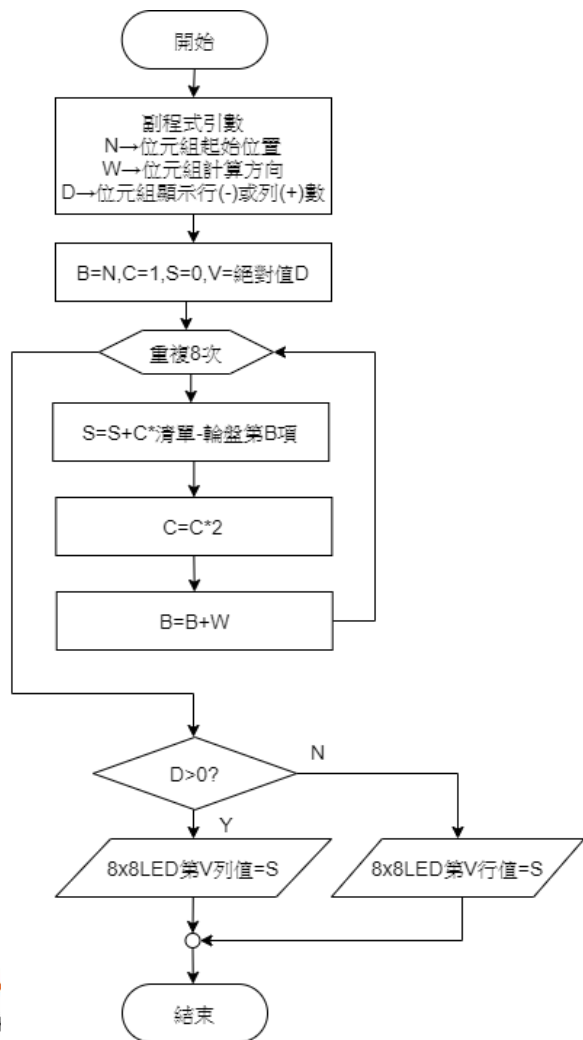 開始
副程式引數
N→位元組起始位置
W→位元組計算方向
D→位元組顯示行(-)或列(+)數
B=N,C=1,S=0,V=絕對值D
重複8次
S=S+C*清單-輪盤第B項
C=C*2
B=B+W
D>0?
N
Y
8x8LED第V列值=S
8x8LED第V行值=S
結束